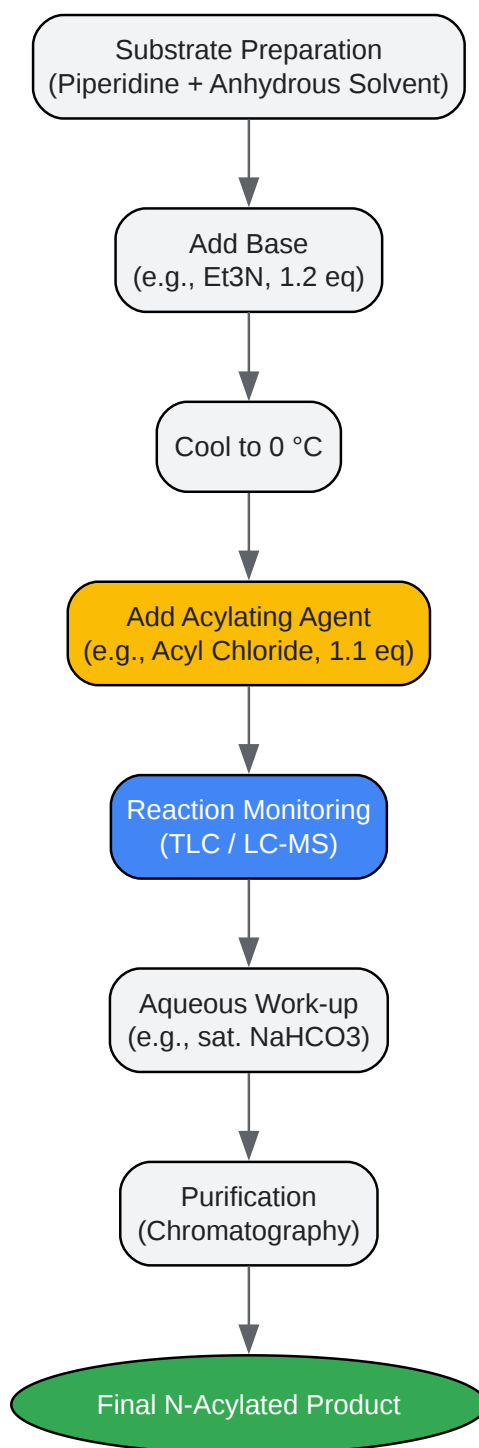 Substrate Preparation
(Piperidine + Anhydrous Solvent)
Add Base
(e.g., Et3N, 1.2 eq)
Cool to 0 °C
Add Acylating Agent
(e.g., Acyl Chloride, 1.1 eq)
Reaction Monitoring
(TLC / LC-MS)
Aqueous Work-up
(e.g., sat. NaHCO3)
Purification
(Chromatography)
Final N-Acylated Product